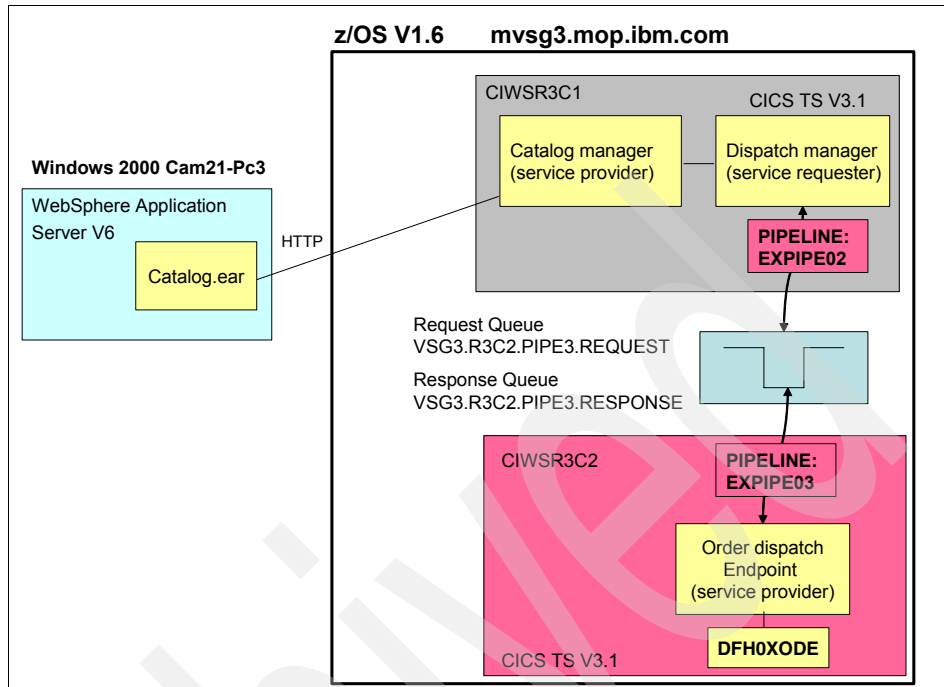 z/OS V1.6 mvsg3.mop.ibm.com
CIWSR3C1
CICS TS V3.1
Catalog manager
(service provider)
Dispatch manager
(service requester)
Windows 2000 Cam21-Pc3
WebSphere Application
Server V6
Catalog.ear
HTTP
PIPELINE:
EXPIPE02
Request Queue
VSG3.R3C2.PIPE3.REQUEST
Response Queue
VSG3.R3C2.PIPE3.RESPONSE
CIWSR3C2
PIPELINE:
EXPIPE03
Order dispatch
Endpoint
(service provider)
DFH0XODE
CICS TS V3.1